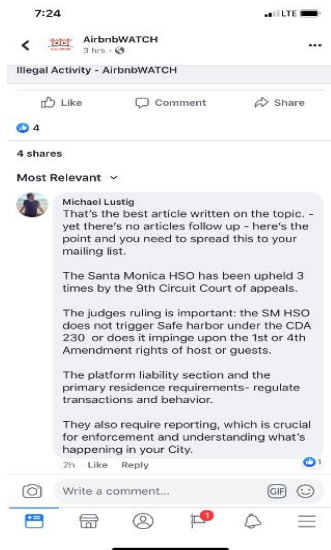 7:24
LTE
AirbnbWATCH
3 hrs ·
Illegal Activity - AirbnbWATCH
Like Comment Share
4
4 shares
Most Relevant
Michael Lustig
That's the best article written on the topic. -
yet there's no articles follow up - here's the
point and you need to spread this to your
mailing list.
The Santa Monica HSO has been upheld 3
times by the 9th Circuit Court of appeals.
The judges ruling is important: the SM HSO
does not trigger Safe harbor under the CDA
230 or does it impinge upon the 1st or 4th
Amendment rights of host or guests.
The platform liability section and the
primary residence requirements- regulate
transactions and behavior.
They also require reporting, which is crucial
for enforcement and understanding what's
happening in your City.
2h Like Reply 1
Write a comment... GIF
1